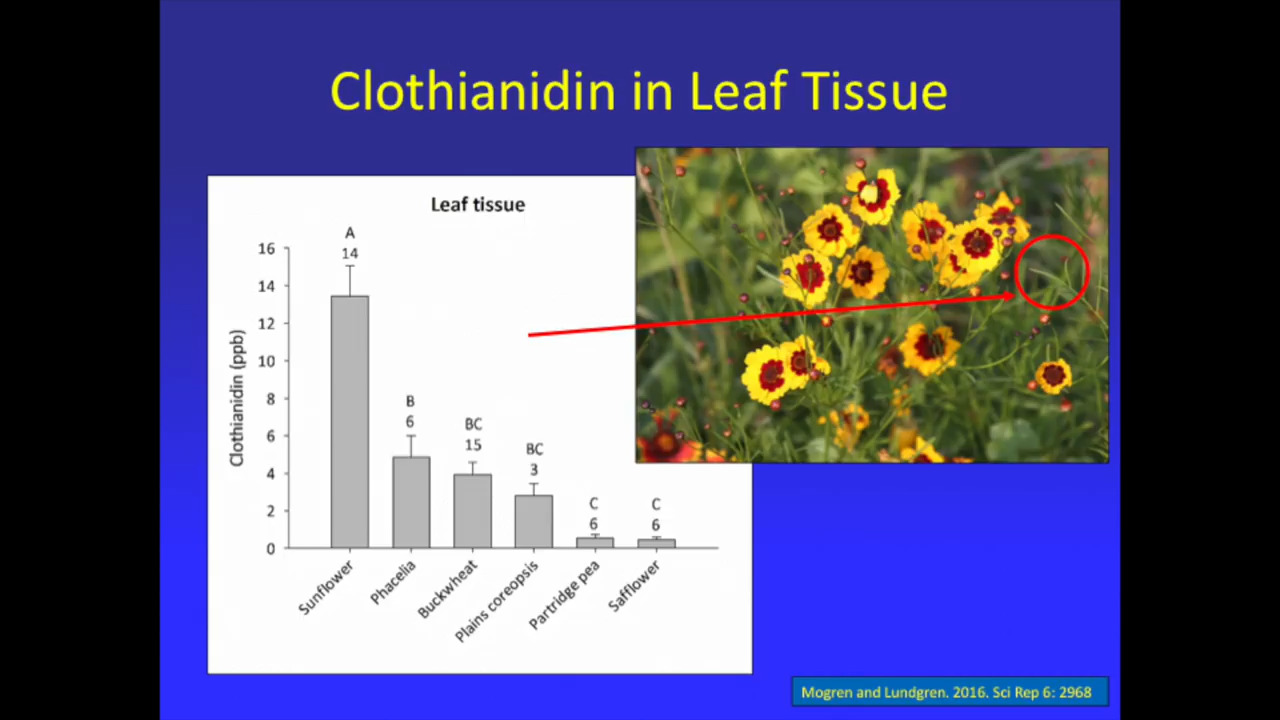 Clothianidin in Leaf Tissue
Leaf tissue
Clothianidin (ppb)
16
14
12
10
8
6
4
2
0
A
14
B
6
BC
15
BC
3
C
6
C
6
Sunflower
Phacelia
Buckwheat
Plains coreopsis
Partridge pea
Safflower
Mogren and Lundgren. 2016. Sci Rep 6: 2968